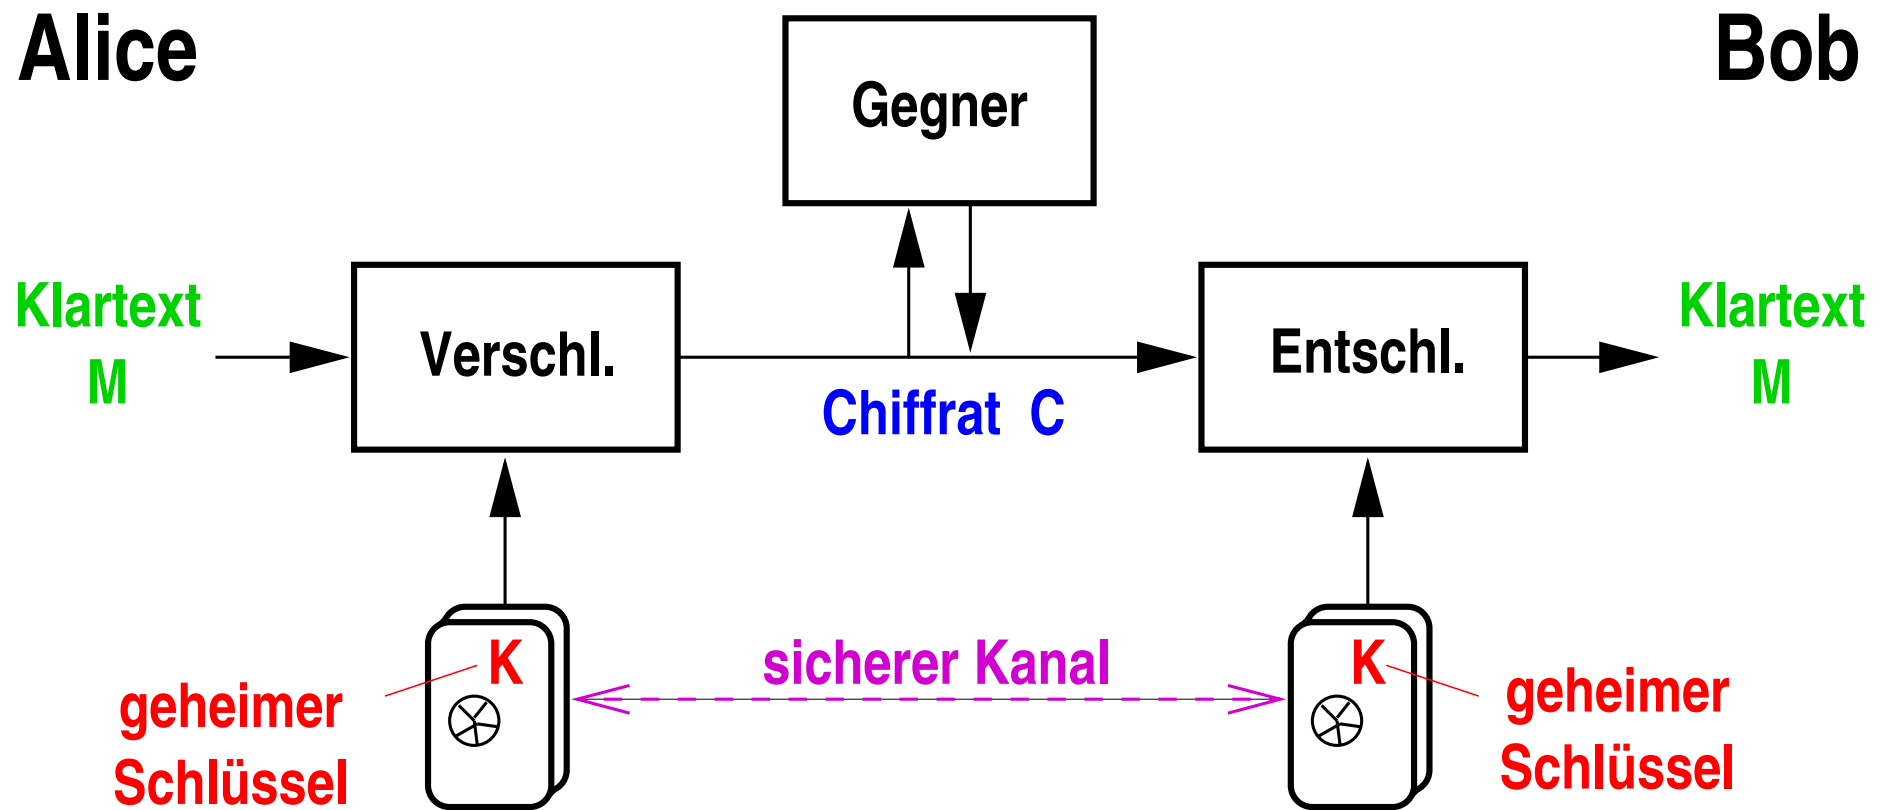 Alice
Bob
Gegner
Klartext
M
Verschl.
Chiffrat C
Entschl.
Klartext
M
K
geheimer
Schlüssel
sicherer Kanal
K
geheimer
Schlüssel